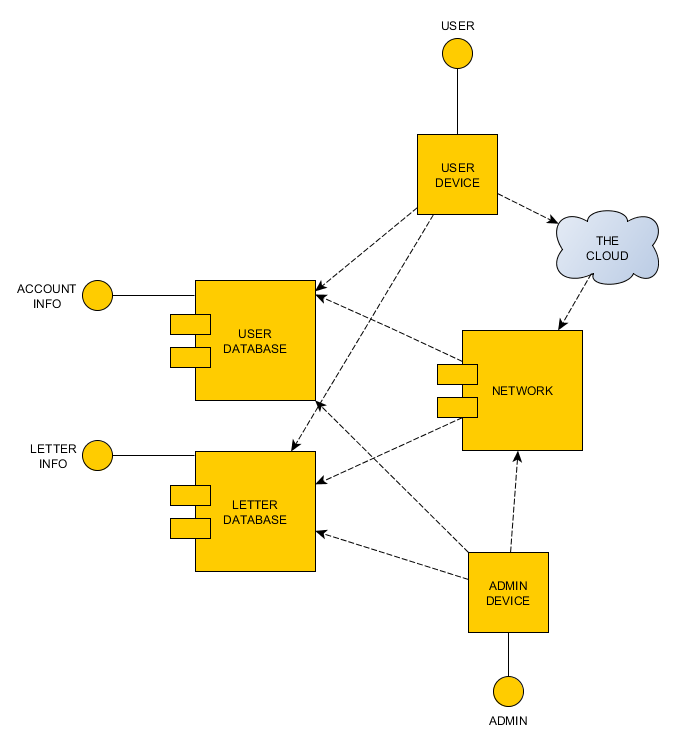 USER
USER
DEVICE
THE
CLOUD
ACCOUNT
INFO
USER
DATABASE
NETWORK
LETTER
INFO
LETTER
DATABASE
ADMIN
DEVICE
ADMIN